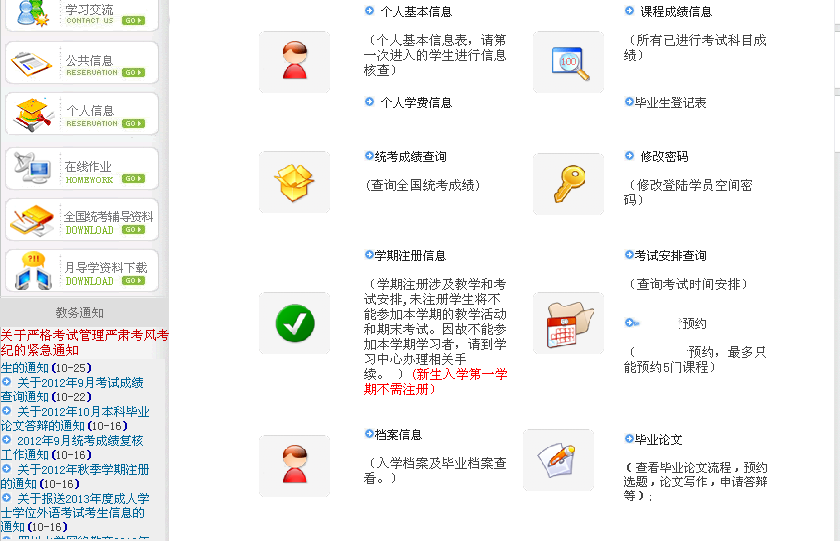 学习交流
CONTACT US GO
公共信息
RESERVATION GO
个人信息
RESERVATION GO
在线作业
HOMEWORK GO
全国统考辅导资料
DOWNLOAD GO
月导学资料下载
DOWNLOAD GO
教务通知
关于严格考试管理严肃考风考
纪的紧急通知
生的通知 (10-25)
关于2012年9月考试成绩
查询通知 (10-22)
关于2012年10月本科毕业
论文答辩的通知 (10-16)
2012年9月统考成绩复核
工作通知 (10-16)
关于2012年秋季学期注册
的通知 (10-16)
关于报送2013年度成人学
士学位外语考试考生信息的
通知 (10-16)
个人基本信息
（个人基本信息表，请第
一次进入的学生进行信息
核查）
个人学费信息
课程成绩信息
（所有已进行考试科目成
绩）
毕业生登记表
100
统考成绩查询
(查询全国统考成绩)
修改密码
（修改登陆学员空间密
码）
学期注册信息
（学期注册涉及教学和考
试安排,未注册学生将不
能参加本学期的教学活动
和期末考试。因故不能参
加本学期学习者，请到学
习中心办理相关手
续。 ）(新生入学第一学
期不需注册）
考试安排查询
（查询考试时间安排）
预约
（ 预约，最多只
能预约5门课程）
档案信息
（入学档案及毕业档案查
看。）
毕业论文
（查看毕业论文流程，预约
选题，论文写作，申请答辩
等）;